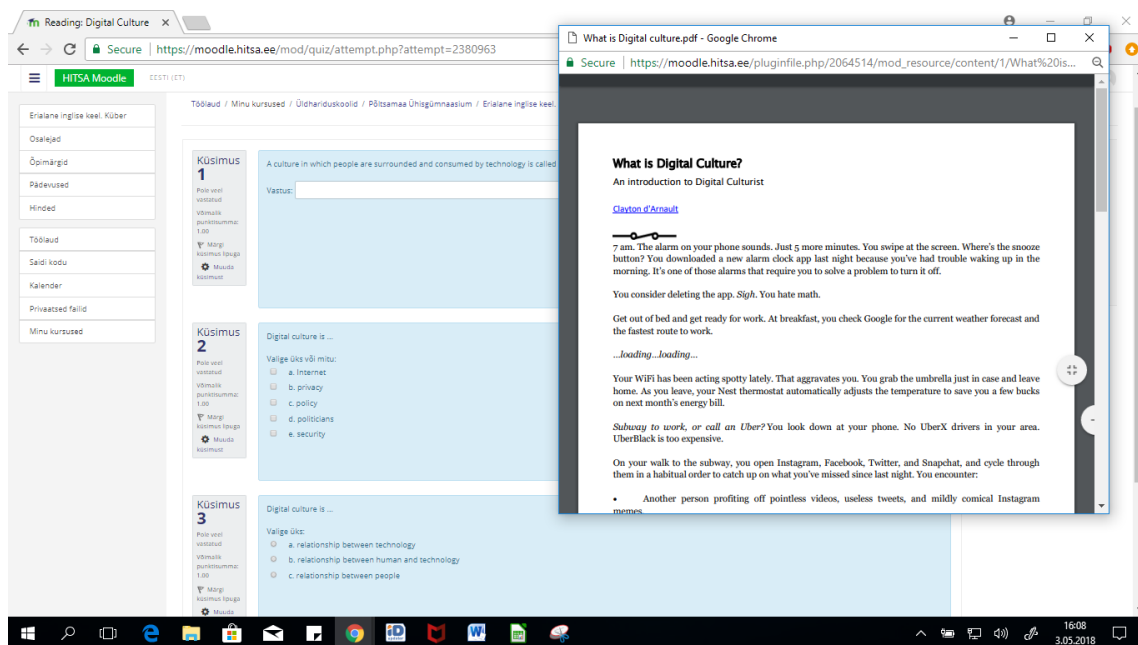 Reading: Digital Culture
Secure
https://moodle.hitsa.ee/mod/quiz/attempt.php?attempt=2380963
HITSA Moodle
EESTI (ET)
Erialane inglise keel. Küber
Osalejad
Õpimärgid
Pädevused
Hinded
Töölaud
Saidi kodu
Kalender
Privaatsed failid
Minu kursused
Töölaud / Minu kursused / Üldhariduskoolid / Põltsamaa Ühisgümnaasium / Erialane inglise keel.
Küsimus
1
Pole veel
vastatud
Võimalik
punktisumma:
1.00
Märgi
küsimus lipuga
Muuda
küsimust
A culture in which people are surrounded and consumed by technology is called
Vastus:
Küsimus
2
Pole veel
vastatud
Võimalik
punktisumma:
1.00
Märgi
küsimus lipuga
Muuda
küsimust
Digital culture is ...
Valige üks või mitu:
a. Internet
b. privacy
c. policy
d. politicians
e. security
Küsimus
3
Pole veel
vastatud
Võimalik
punktisumma:
1.00
Märgi
küsimus lipuga
Muuda
Digital culture is ...
Valige üks:
a. relationship between technology
b. relationship between human and technology
c. relationship between people
What is Digital culture.pdf - Google Chrome
Secure
https://moodle.hitsa.ee/pluginfile.php/2064514/mod_resource/content/1/What%20is...
What is Digital Culture?
An introduction to Digital Culturist
Clayton d'Arnault
7 am. The alarm on your phone sounds. Just 5 more minutes. You swipe at the screen. Where's the snooze
button? You downloaded a new alarm clock app last night because you've had trouble waking up in the
morning. It's one of those alarms that require you to solve a problem to turn it off.
You consider deleting the app. Sigh. You hate math.
Get out of bed and get ready for work. At breakfast, you check Google for the current weather forecast and
the fastest route to work.
...loading...loading...
Your WiFi has been acting spotty lately. That aggravates you. You grab the umbrella just in case and leave
home. As you leave, your Nest thermostat automatically adjusts the temperature to save you a few bucks
on next month's energy bill.
Subway to work, or call an Uber? You look down at your phone. No UberX drivers in your area.
UberBlack is too expensive.
On your walk to the subway, you open Instagram, Facebook, Twitter, and Snapchat, and cycle through
them in a habitual order to catch up on what you've missed since last night. You encounter:
• Another person profiting off pointless videos, useless tweets, and mildly comical Instagram
memes
16:08
3.05.2018